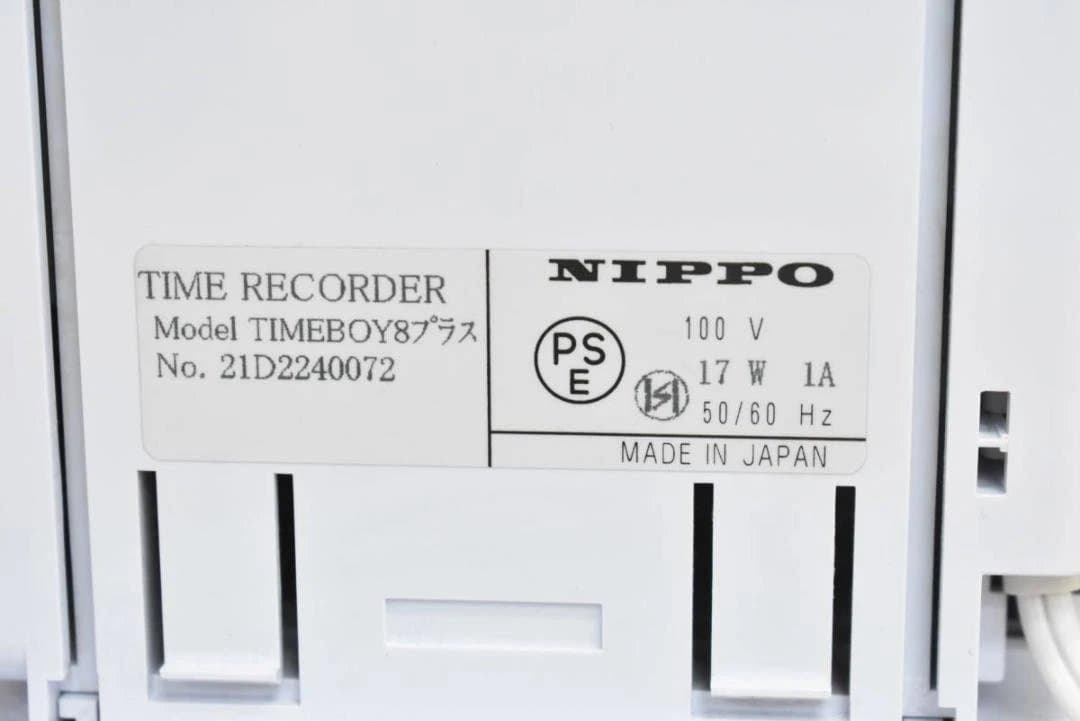 TIME RECORDER
Model TIMEBOY8プラス
No. 21D2240072
NIPPO
PS
E
100 V
17 W 1A
50/60 Hz
MADE IN JAPAN